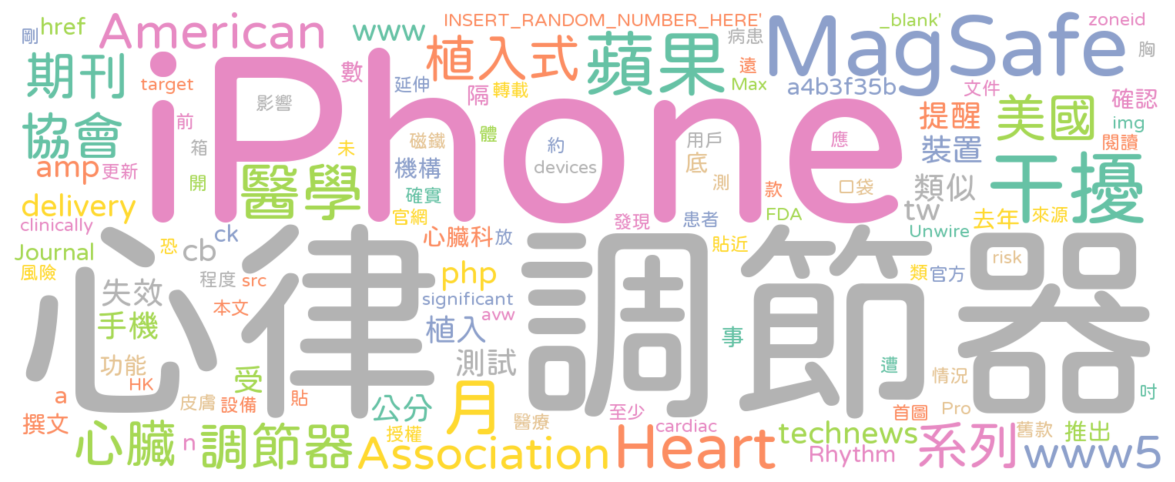 INSERT_RANDOM_NUMBER_HERE' _blank' zoneid
剛 href American www 植入式 蘋果 病患 MagSafe 胸
期刊 target 數 延伸 隔 轉載 遠 Max a4b3f35b 文件 確認
影響 iPhone 提醒 美國 img
協會 前 箱 未 磁鐵 體 約 用戶 應 裝置 閱讀
amp 更新 開 醫學 機構 確實 devices 底 測 款 口袋 類似 干擾
delivery 官網 發現 患者 FDA tw 去年 來源
clinically ck 心臟科 放 Unwire
Journal 恐 cb 貼近 risk
風險 程度 src php 類 官方
失效 本文 significant
手機 心律調節器 avw 植入 事
功能 測試 遭 情況 吋
HK 受
a 皮膚 設備 貼 公分 月 醫療 至少 首圖 Pro
撰文 授權 cardiac 舊款 推出
心臟 n 調節器 Association Heart technews 系列 www5
Rhythm